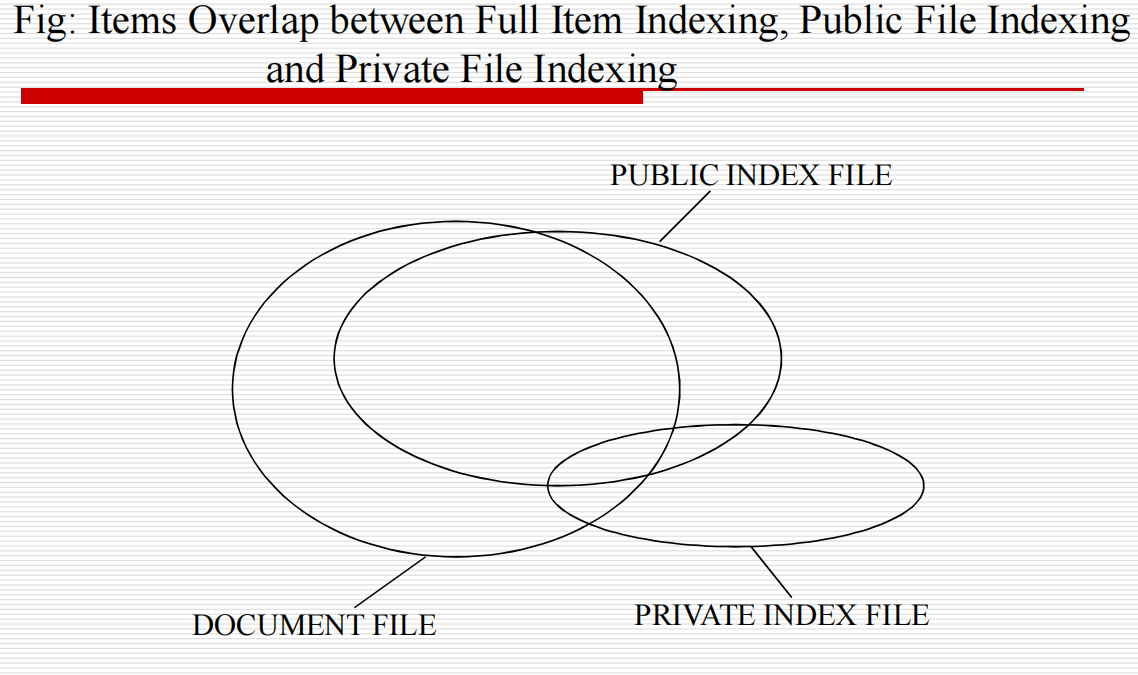 Fig: Items Overlap between Full Item Indexing, Public File Indexing
and Private File Indexing
PUBLIC INDEX FILE
DOCUMENT FILE
PRIVATE INDEX FILE